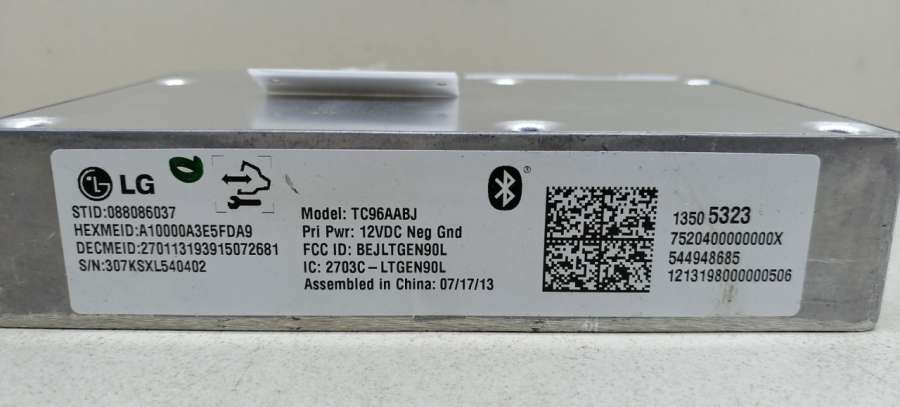 LG
STID:088086037
HEXMEID:A10000A3E5FDA9
DECMEID:270113193915072681
S/N:307KSXL540402
Model: TC96AABJ
Pri Pwr: 12VDC Neg Gnd
FCC ID: BEJLTGEN90L
IC: 2703C-LTGEN90L
Assembled in China: 07/17/13
®
1350 5323
7520400000000X
544948685
1213198000000506